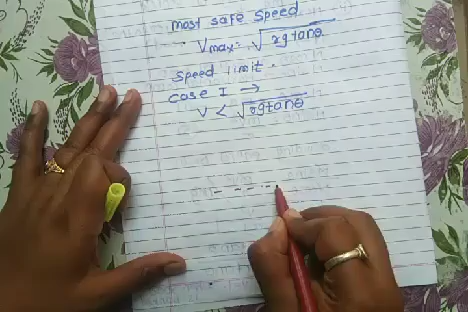 most safe speed
Vmax = √rgtanθ
speed limit.
case I →
V < √rgtanθ